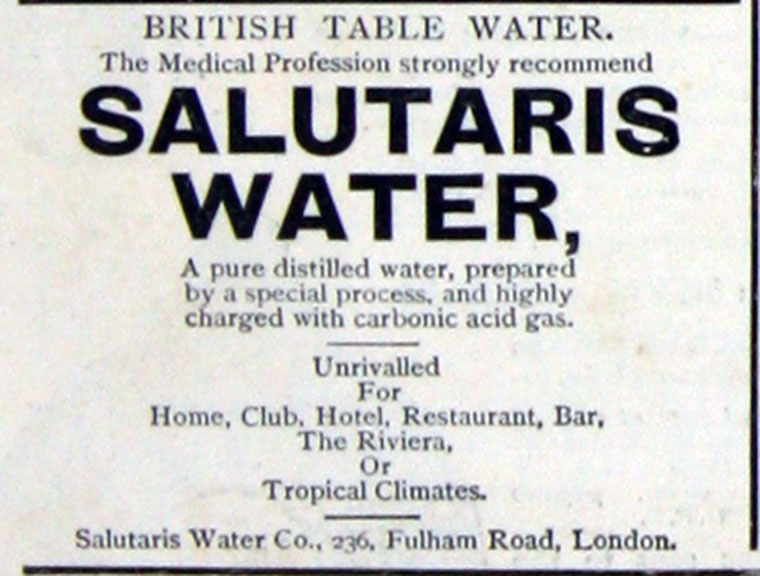 BRITISH TABLE WATER.
The Medical Profession strongly recommend
SALUTARIS
WATER,
A pure distilled water, prepared
by a special process, and highly
charged with carbonic acid gas.
Unrivalled
For
Home, Club, Hotel, Restaurant, Bar,
The Riviera,
Or
Tropical Climates.
Salutaris Water Co., 236, Fulham Road, London.